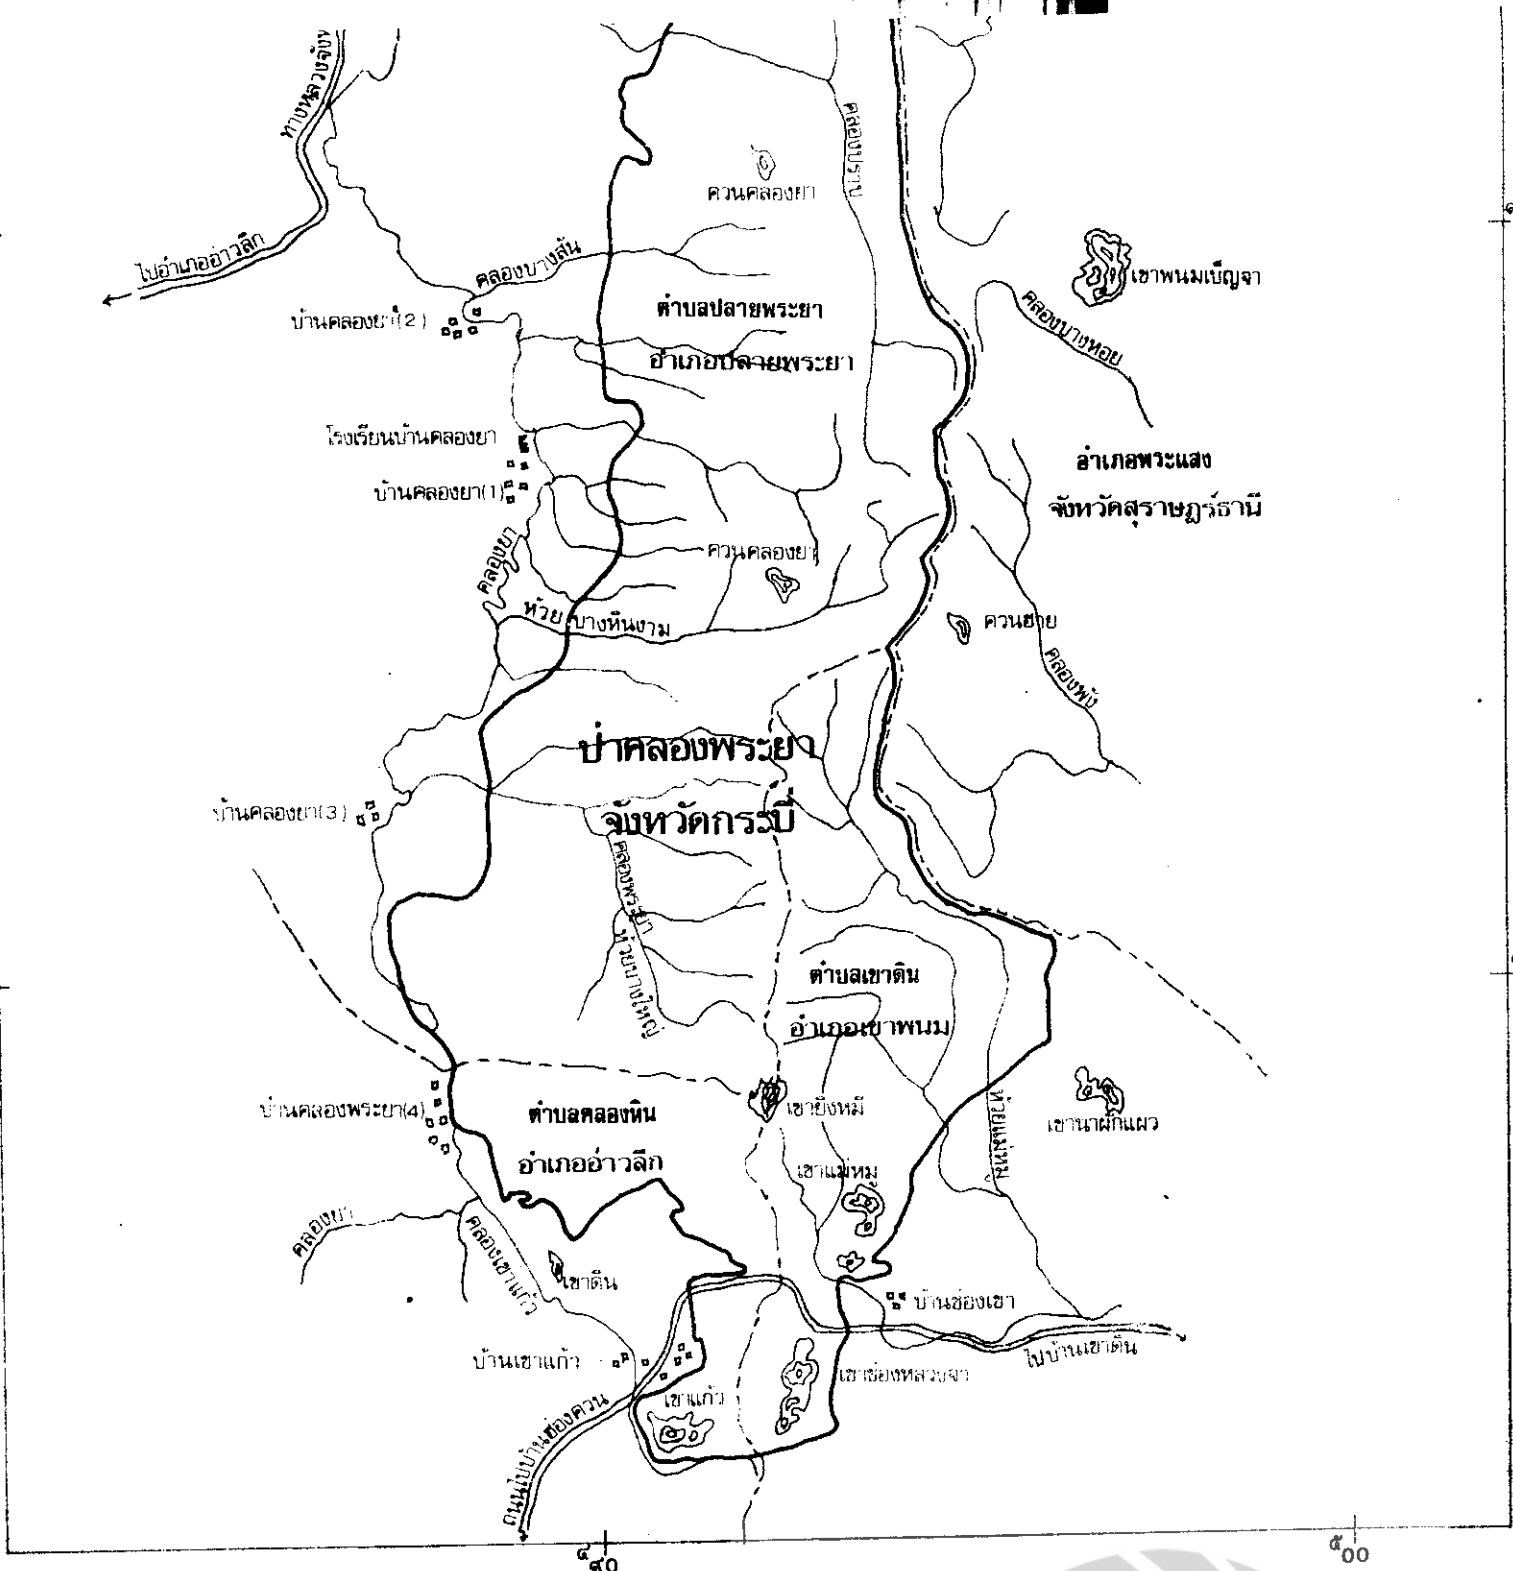 ทางหลวงจังห
ไปอำเภออ่าวลึก
คลองปราบ
ควนคลองยา
เขาพนมเบ็ญจา
คลองบางส้น
บ้านคลองยา(2)
ตำบลปลายพระยา
อำเภอปลายพระยา
คลองบางหอย
โรงเรียนบ้านคลองยา
บ้านคลองยา(1)
อำเภอพระแสง
จังหวัดสุราษฎร์ธานี
คลองยา
ควนคลองยา
ห้วยบางหินงาม
ควนฮาย
คลองพัง
ป่าคลองพระยา
จังหวัดกระบี่
บ้านคลองยา(3)
คลองพระยา
ห้วยบางใหญ่
ตำบลเขาดิน
อำเภอเขาพนม
บ้านคลองพระยา(4)
ตำบลคลองหิน
อำเภออ่าวลึก
เขายิงหมี
เขานาผักแผว
ห้วยแม่หมู
เขาแม่หมู
คลองยา
คลองเขาแก้ว
เขาดิน
บ้านช่องเขา
บ้านเขาแก้ว
ไปบ้านเขาดิน
เขาแก้ว
ถนนไปบ้านช่องควน
๔๙0
๕00